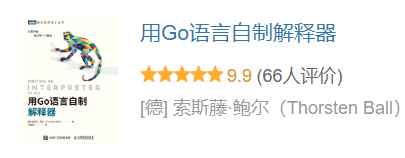 用Go语言自制解释器
9.9 (66人评价)
[德] 索斯藤·鲍尔（Thorsten Ball）
INTERPRETER
用Go语言自制
解释器